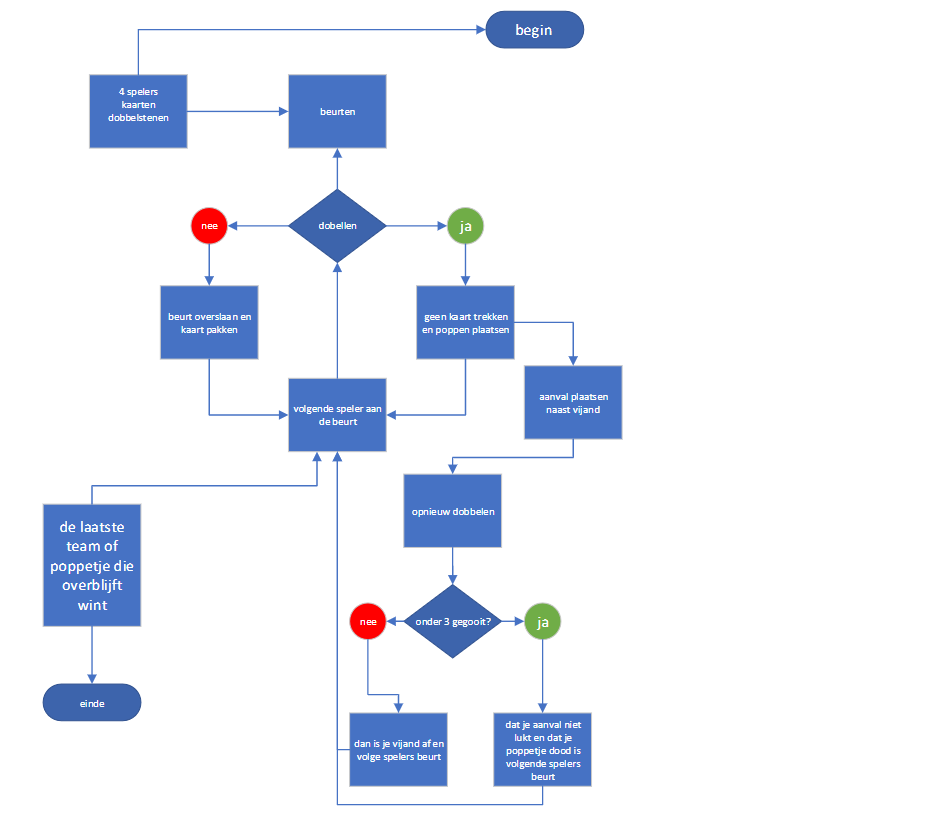 begin
4 spelers
kaarten
dobbelstenen
beurten
nee
dobellen
ja
beurt overslaan en
kaart pakken
geen kaart trekken
en poppen plaatsen
aanval plaatsen
naast vijand
volgende speler aan
de beurt
opnieuw dobbelen
de laatste
team of
poppetje die
overblijft
wint
nee
onder 3 gegooit?
ja
einde
dan is je vijand af en
volge spelers beurt
dat je aanval niet
lukt en dat je
poppetje dood is
volgende spelers
beurt